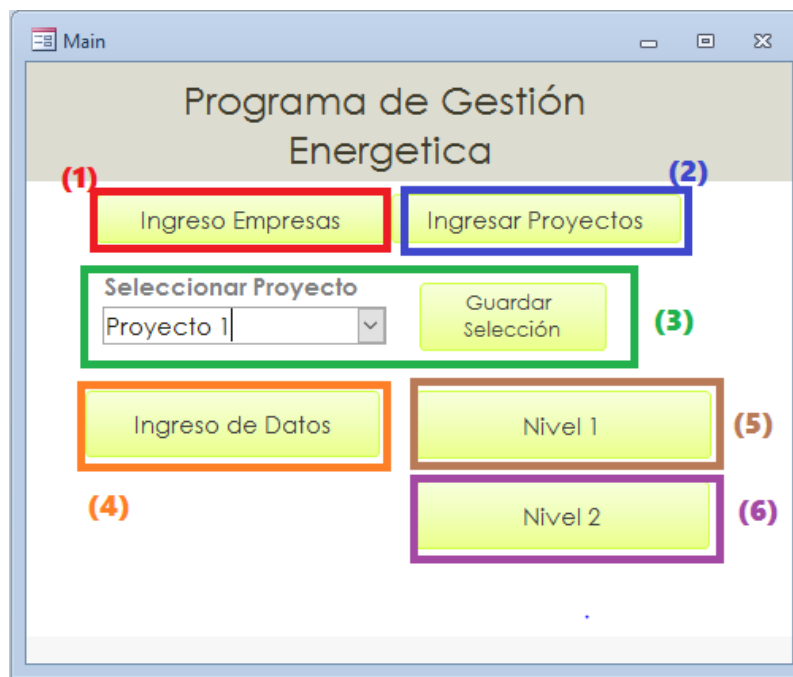 Main
Programa de Gestión
Energetica
(1)
(2)
Ingreso Empresas
Ingresar Proyectos
Seleccionar Proyecto
Proyecto 1
Guardar
Selección
(3)
Ingreso de Datos
Nivel 1
(5)
(4)
Nivel 2
(6)